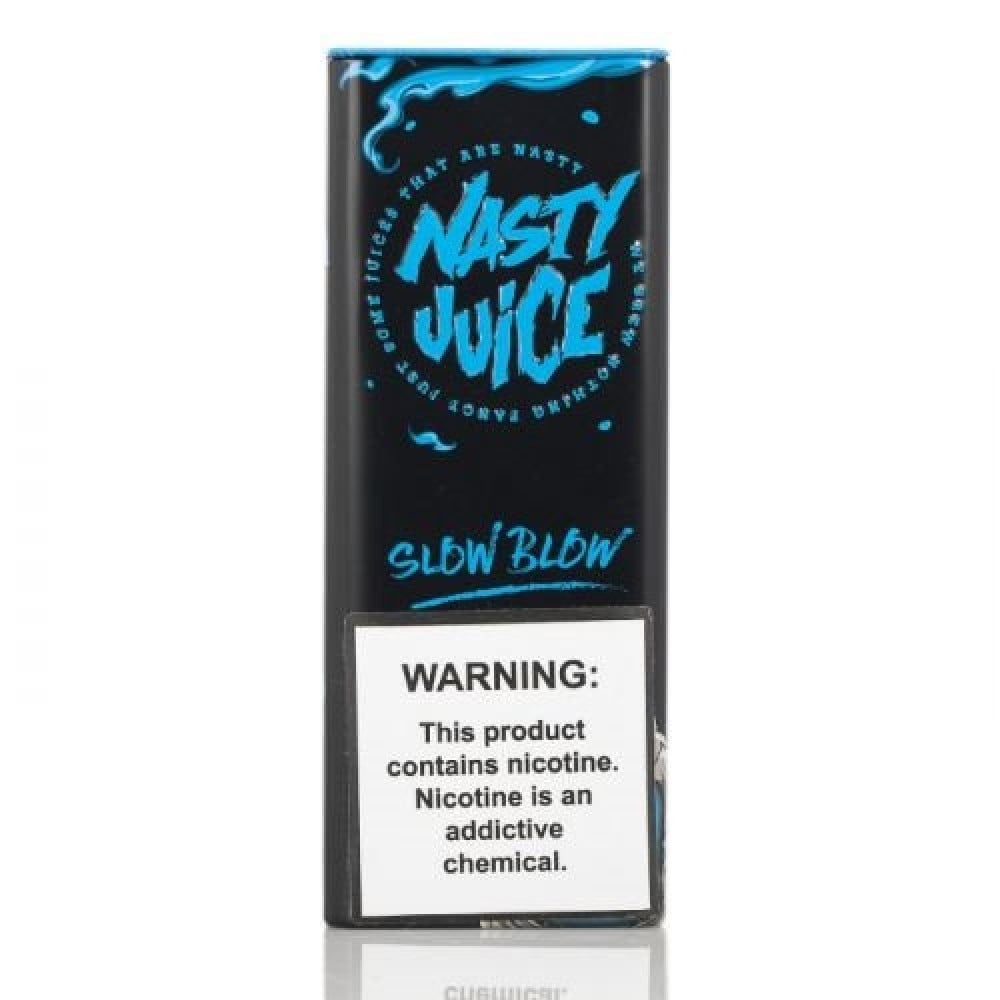 JUST SOME JUICES THAT ARE NASTY
NASTY
JUICE
NOTHING FANCY
SLOW BLOW
WARNING:
This product
contains nicotine.
Nicotine is an
addictive
chemical.